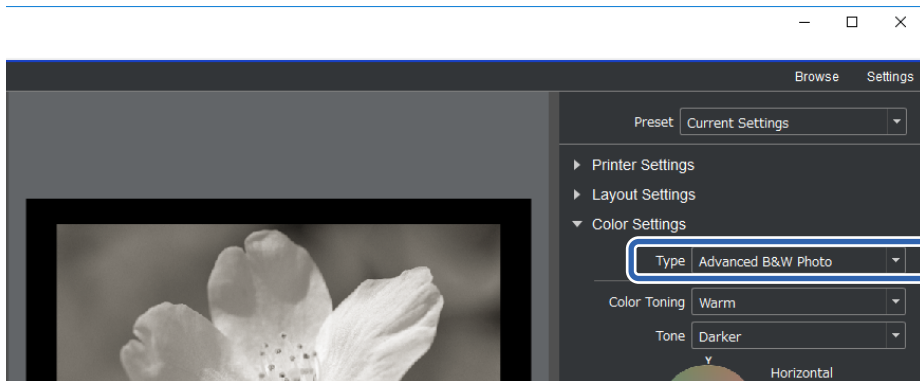 Browse Settings
Preset Current Settings
Printer Settings
Layout Settings
Color Settings
Type Advanced B&W Photo
Color Toning Warm
Tone Darker
Y
Horizontal